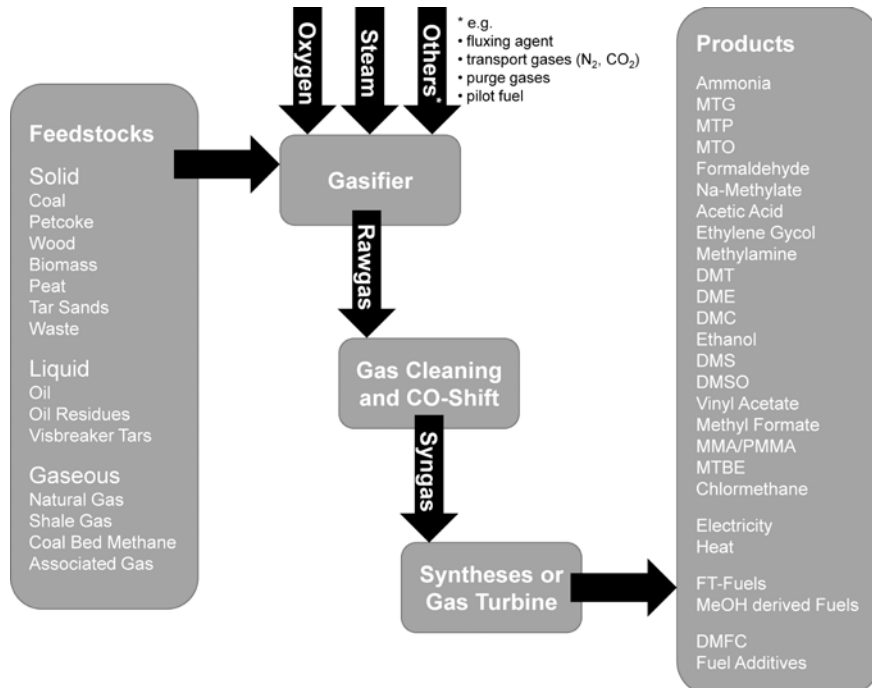 Oxygen
Steam
Others*
* e.g.
• fluxing agent
• transport gases (N₂, CO₂)
• purge gases
• pilot fuel
Feedstocks
Solid
Coal
Petcoke
Wood
Biomass
Peat
Tar Sands
Waste
Liquid
Oil
Oil Residues
Visbreaker Tars
Gaseous
Natural Gas
Shale Gas
Coal Bed Methane
Associated Gas
Gasifier
Rawgas
Gas Cleaning
and CO-Shift
Syngas
Syntheses or
Gas Turbine
Products
Ammonia
MTG
MTP
MTO
Formaldehyde
Na-Methylate
Acetic Acid
Ethylene Gycol
Methylamine
DMT
DME
DMC
Ethanol
DMS
DMSO
Vinyl Acetate
Methyl Formate
MMA/PMMA
MTBE
Chlormethane
Electricity
Heat
FT-Fuels
MeOH derived Fuels
DMFC
Fuel Additives